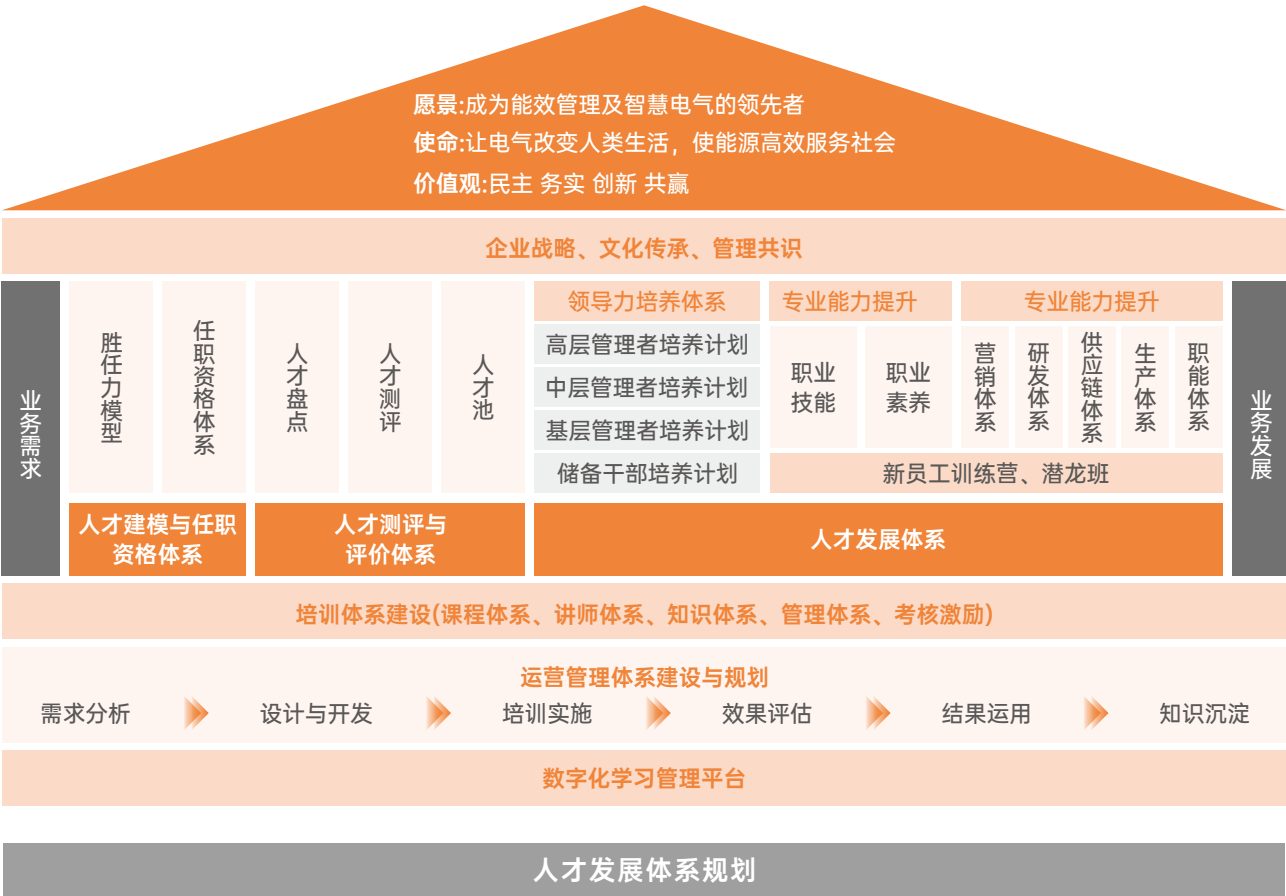 愿景:成为能效管理及智慧电气的领先者
使命:让电气改变人类生活，使能源高效服务社会
价值观:民主 务实 创新 共赢
企业战略、文化传承、管理共识
业务需求
胜任力模型
任职资格体系
人才建模与任职
资格体系
人才盘点
人才测评
人才池
人才测评与
评价体系
领导力培养体系
高层管理者培养计划
中层管理者培养计划
基层管理者培养计划
储备干部培养计划
专业能力提升
职业
技能
职业
素养
专业能力提升
营销体系
研发体系
供应链体系
生产体系
职能体系
新员工训练营、潜龙班
人才发展体系
业务发展
培训体系建设(课程体系、讲师体系、知识体系、管理体系、考核激励)
运营管理体系建设与规划
需求分析
设计与开发
培训实施
效果评估
结果运用
知识沉淀
数字化学习管理平台
人才发展体系规划